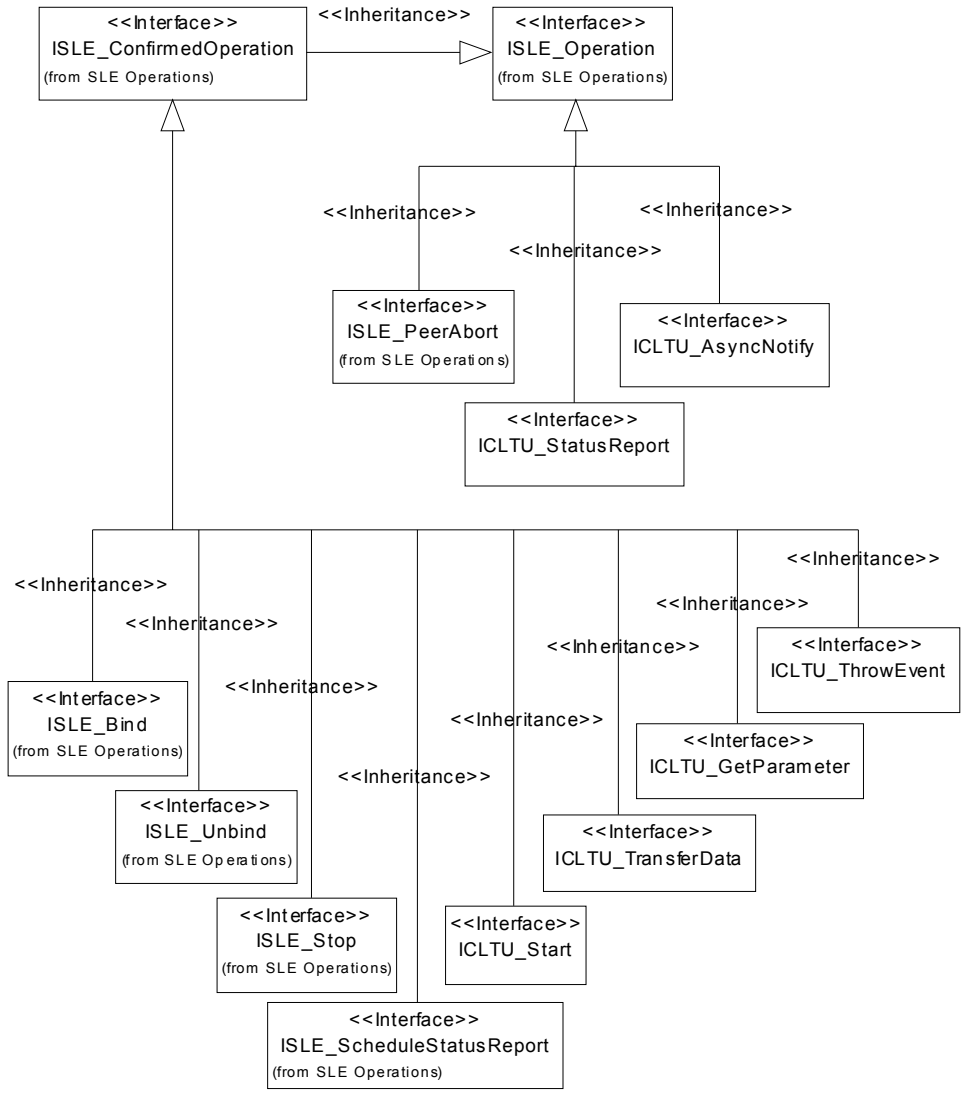 <<Interface>>
ISLE_ConfirmedOperation
(from SLE Operations)
<<Inheritance>>
<<Interface>>
ISLE_Operation
(from SLE Operations)
<<Inheritance>>
<<Inheritance>>
<<Inheritance>>
<<Interface>>
ISLE_PeerAbort
(from SLE Operations)
<<Interface>>
ICLTU_AsyncNotify
<<Interface>>
ICLTU_StatusReport
<<Inheritance>>
<<Inheritance>>
<<Inheritance>>
<<Inheritance>>
<<Inheritance>>
<<Inheritance>>
<<Inheritance>>
<<Inheritance>>
<<Interface>>
ISLE_Bind
(from SLE Operations)
<<Interface>>
ISLE_Unbind
(from SLE Operations)
<<Interface>>
ISLE_Stop
(from SLE Operations)
<<Interface>>
ISLE_ScheduleStatusReport
(from SLE Operations)
<<Interface>>
ICLTU_Start
<<Interface>>
ICLTU_TransferData
<<Interface>>
ICLTU_GetParameter
<<Interface>>
ICLTU_ThrowEvent